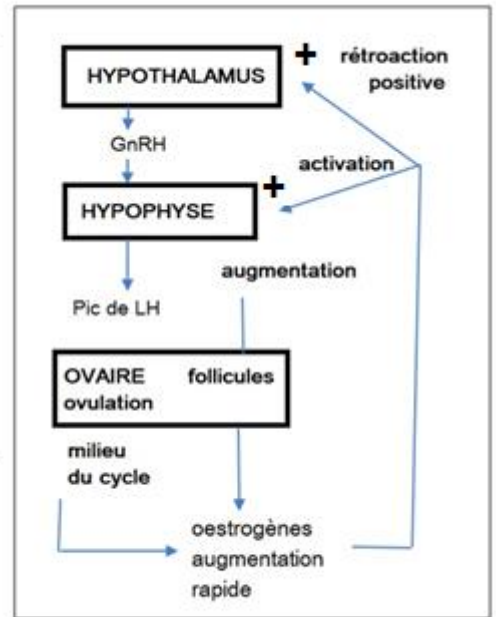 HYPOTHALAMUS
+ rétroaction
positive
GnRH
activation
+
HYPOPHYSE
augmentation
Pic de LH
OVAIRE follicules
ovulation
milieu
du cycle
oestrogènes
augmentation
rapide